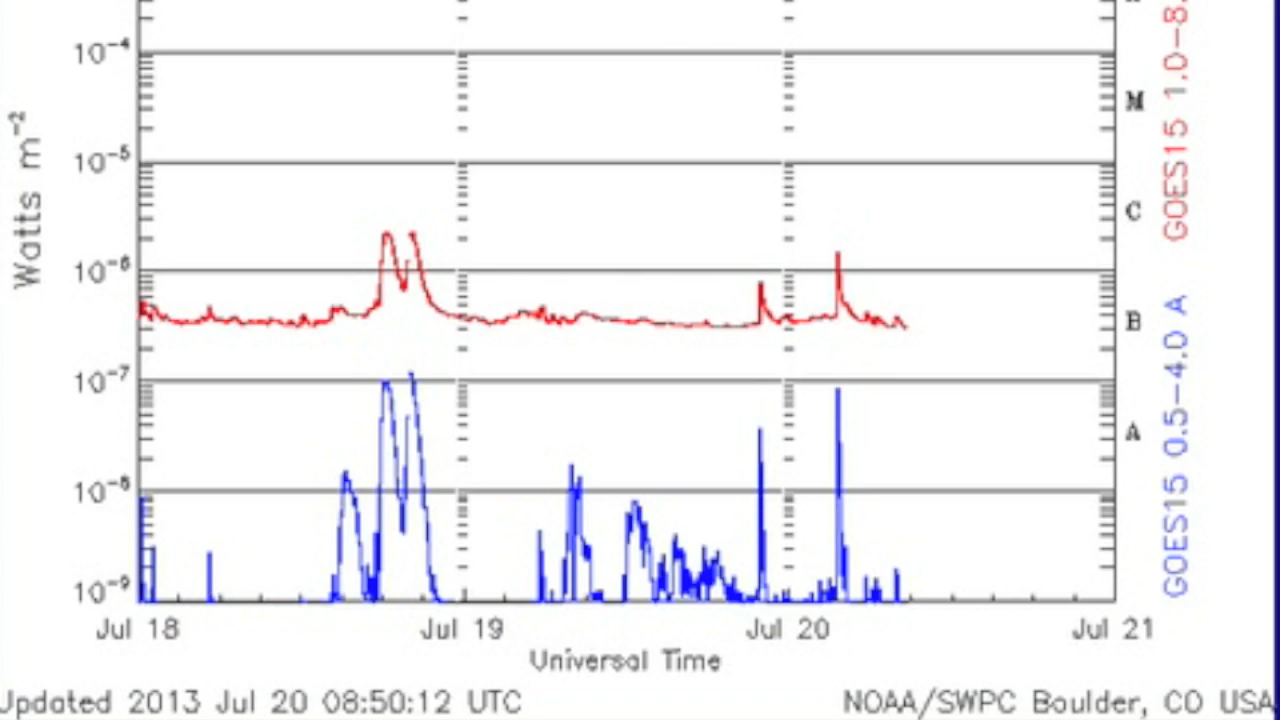 10-4
M
10-5
C
10-6
B
10-7
A
10-8
10-9
Watts m-2
GOES15 1.0-8.
GOES15 0.5-4.0 A
Jul 18 Jul 19 Jul 20 Jul 21
Universal Time
Updated 2013 Jul 20 08:50:12 UTC NOAA/SWPC Boulder, CO USA